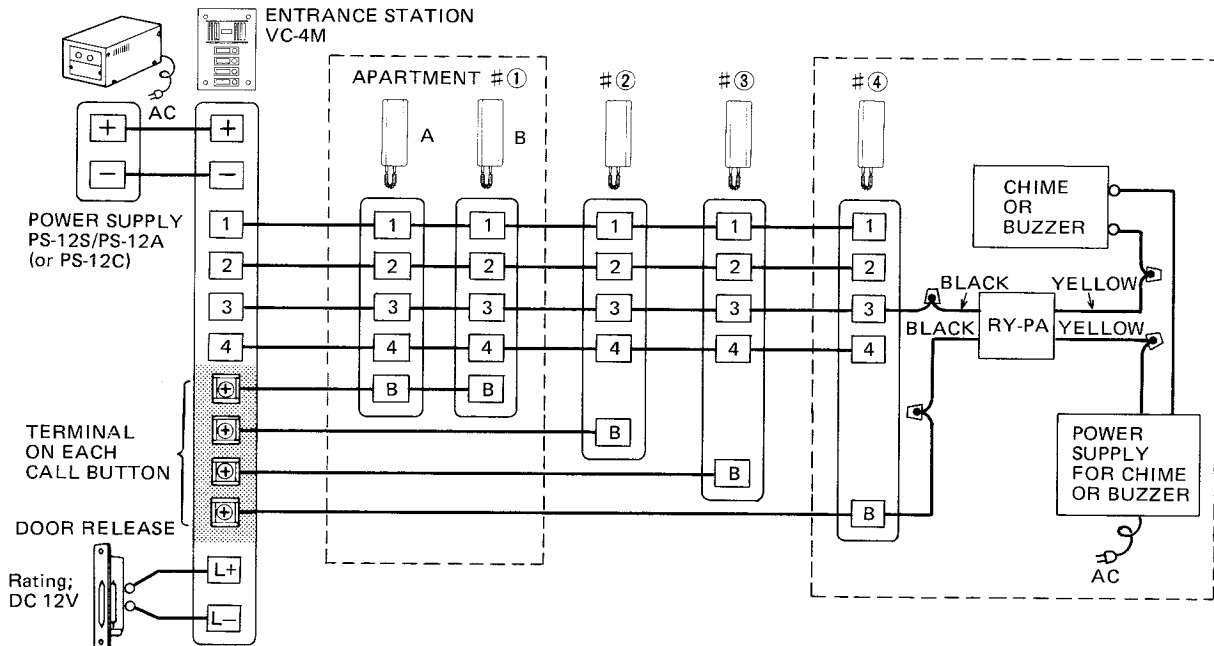 ENTRANCE STATION
VC-4M
AC
+
+
−
−
POWER SUPPLY
PS-12S/PS-12A
(or PS-12C)
APARTMENT #①
#②
#③
#④
A
B
1
1
1
1
1
1
2
2
2
2
2
2
3
3
3
3
3
3
4
4
4
4
4
4
B
B
B
B
B
TERMINAL
ON EACH
CALL BUTTON
DOOR RELEASE
Rating;
DC 12V
L+
L−
BLACK
BLACK
RY-PA
YELLOW
YELLOW
CHIME
OR
BUZZER
POWER
SUPPLY
FOR CHIME
OR BUZZER
AC